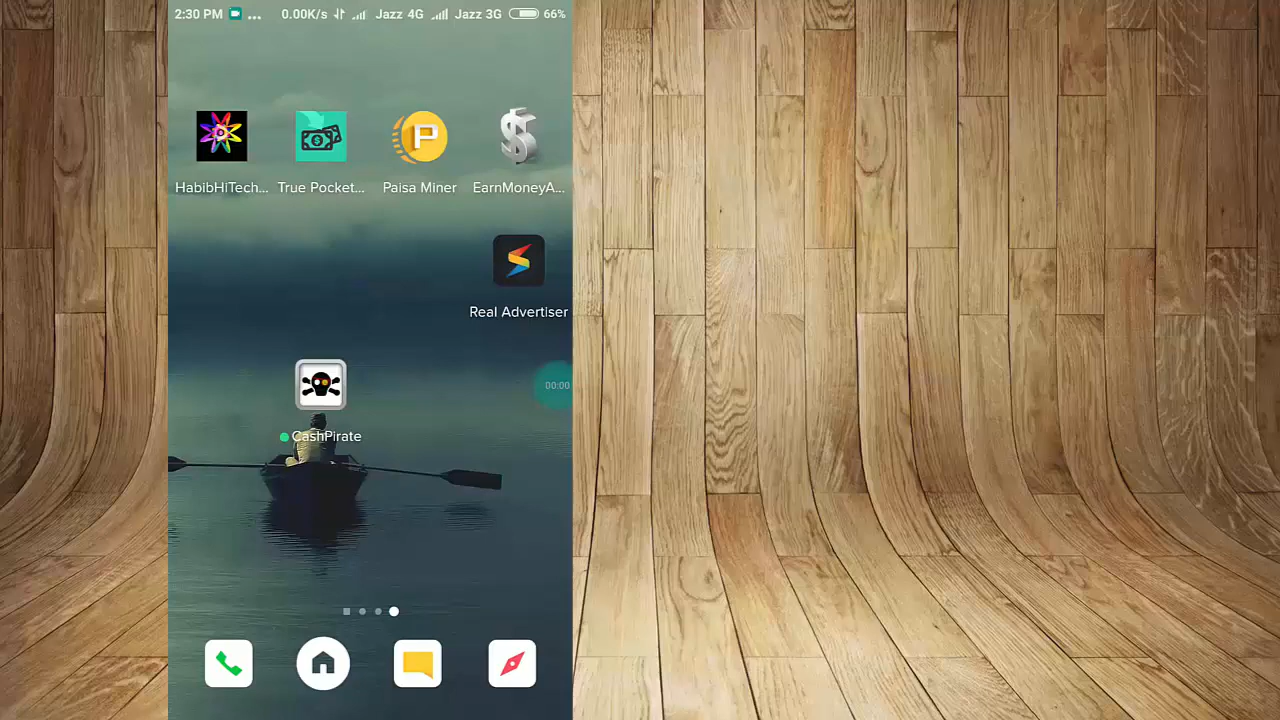 2:30 PM ... 0.00K/s Jazz 4G Jazz 3G 66%
HabibHiTech... True Pocket... Paisa Miner EarnMoneyA...
Real Advertiser
00:00
CashPirate